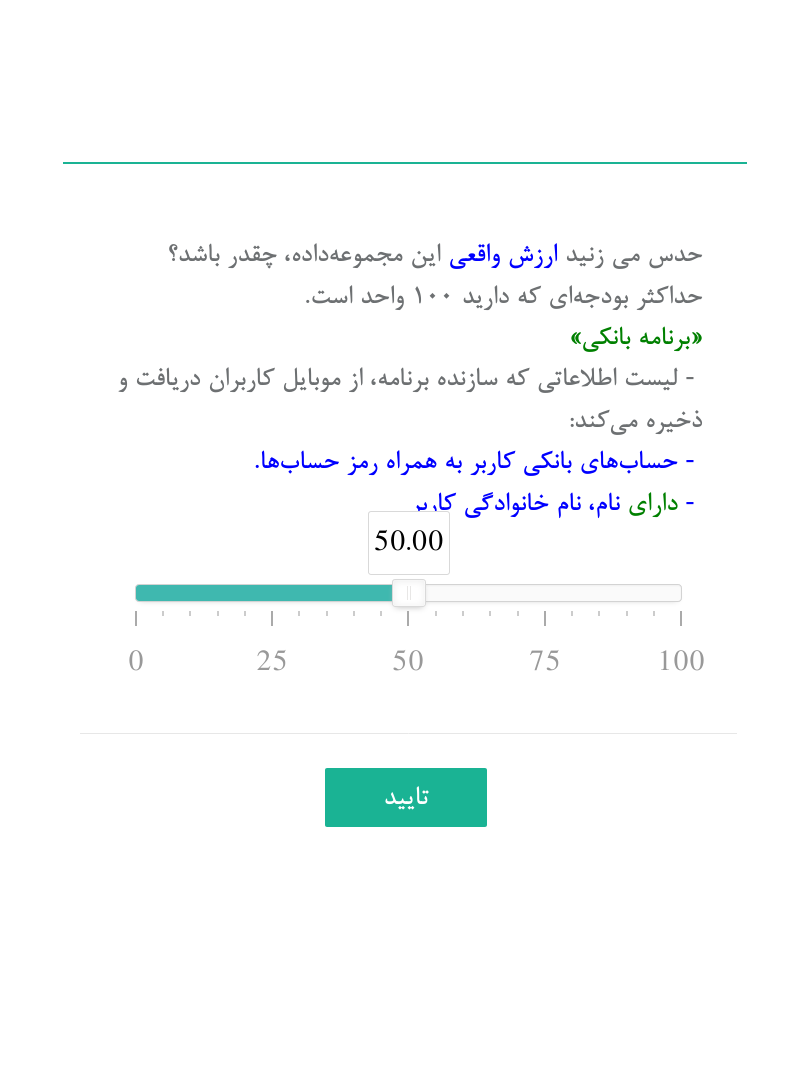 حدس می زنید ارزش واقعی این مجموعه‌داده، چقدر باشد؟
حداکثر بودجه‌ای که دارید ۱۰۰ واحد است.
«برنامه بانکی»
- لیست اطلاعاتی که سازنده برنامه، از موبایل کاربران دریافت و
ذخیره می‌کند:
- حساب‌های بانکی کاربر به همراه رمز حساب‌ها.
- دارای نام، نام خانوادگی کاربر
50.00
0 25 50 75 100
تایید